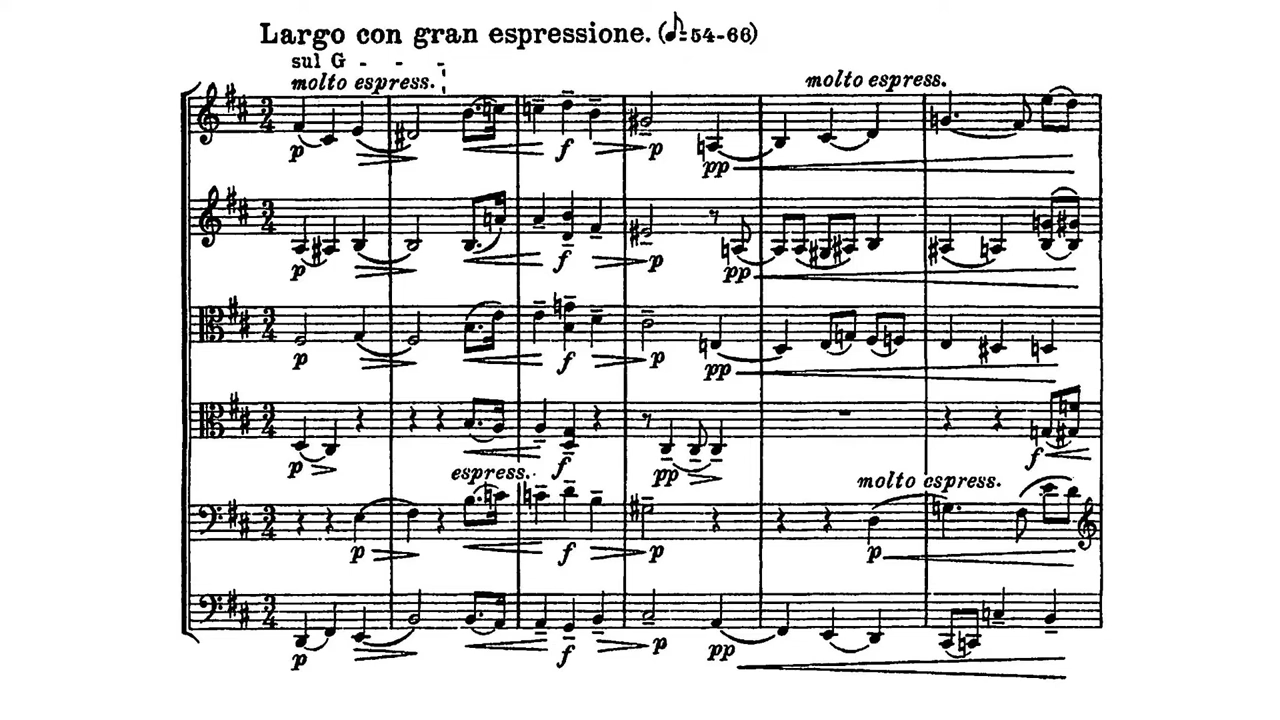 Largo con gran espressione. (♪=54-66)
sul G - - -
molto espress.
molto espress.
p
f
p
pp
p
f
p
pp
p
f
p
pp
p
f
pp
f
espress.
molto espress.
p
f
p
p
p
f
p
pp